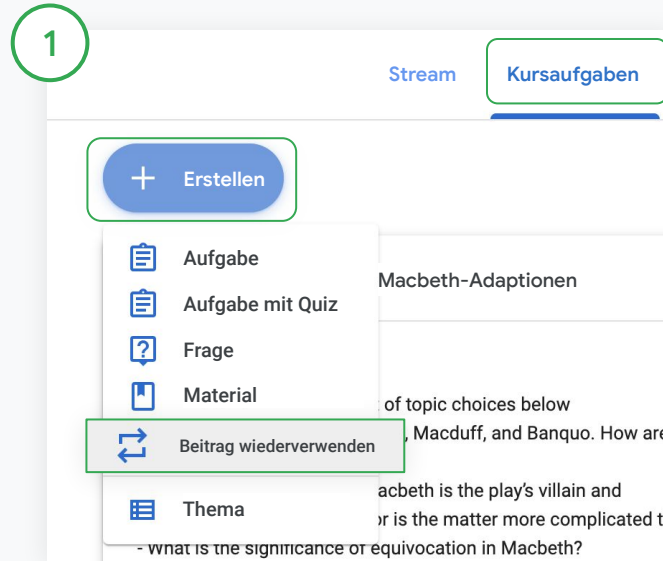 1
Stream Kursaufgaben
Erstellen
Aufgabe
Macbeth-Adaptionen
Aufgabe mit Quiz
Frage
Material
of topic choices below
, Macduff, and Banquo. How are
Beitrag wiederverwenden
acbeth is the play's villain and
Thema
or is the matter more complicated t
- What is the significance of equivocation in Macbeth?